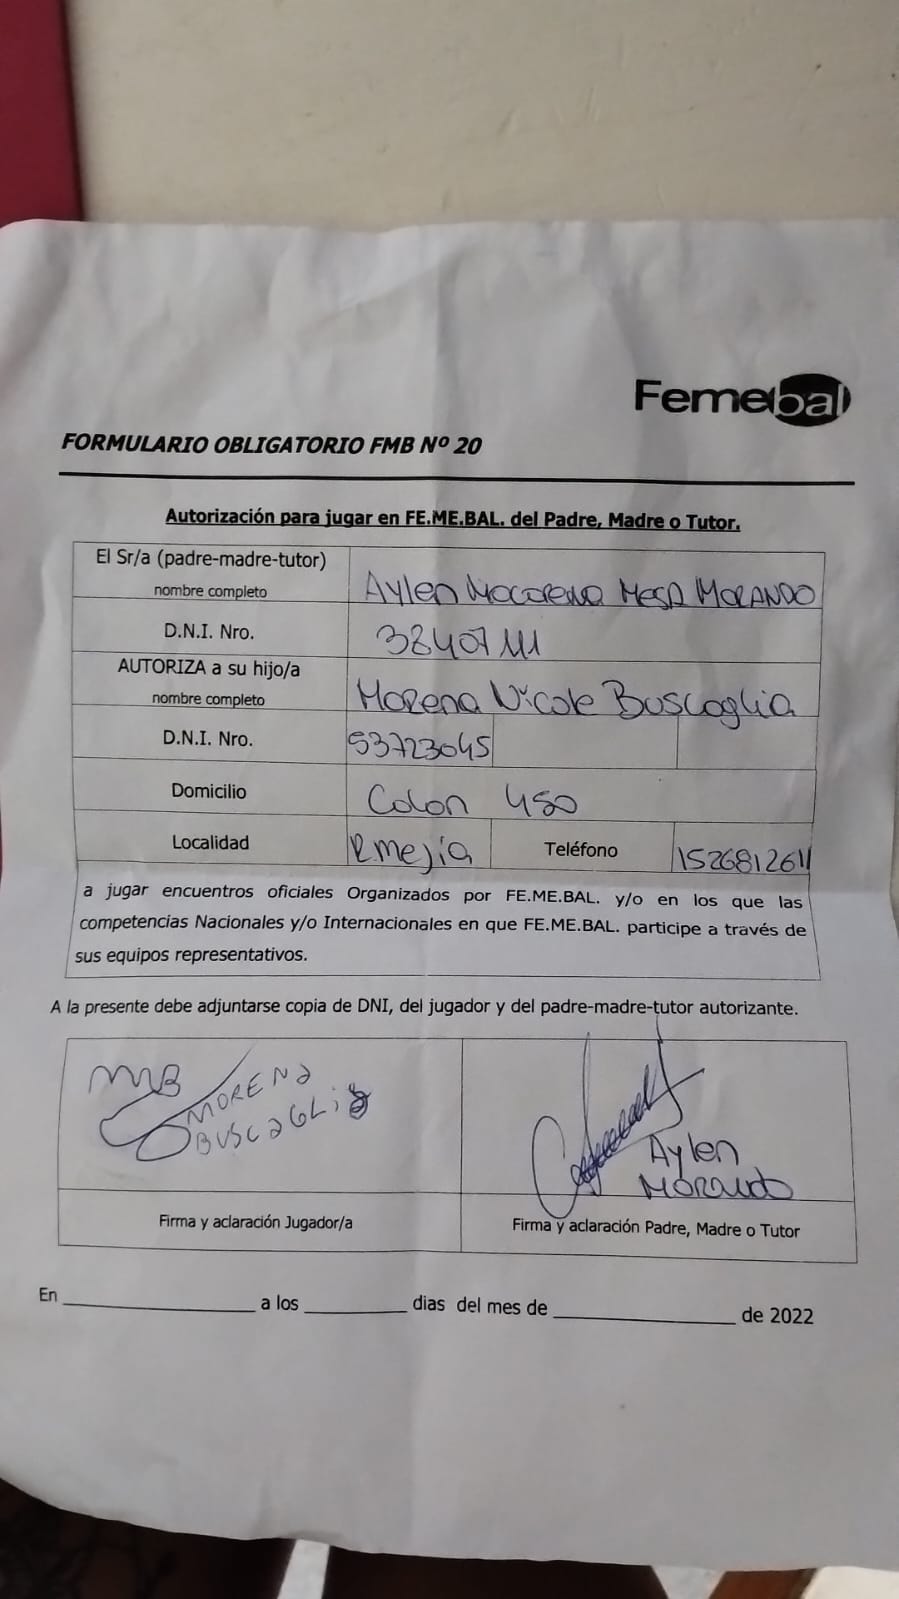 Femebal
FORMULARIO OBLIGATORIO FMB Nº 20
Autorización para jugar en FE.ME.BAL. del Padre, Madre o Tutor.
El Sr/a (padre-madre-tutor)
nombre completo
Aylen Macarena Mesa MORANDO
D.N.I. Nro.
38407111
AUTORIZA a su hijo/a
nombre completo
Morena Nicole Buscaglia
D.N.I. Nro.
53723045
Domicilio
Colon 450
Localidad
R mejía
Teléfono
1526812611
a jugar encuentros oficiales Organizados por FE.ME.BAL. y/o en los que las
competencias Nacionales y/o Internacionales en que FE.ME.BAL. participe a través de
sus equipos representativos.
A la presente debe adjuntarse copia de DNI, del jugador y del padre-madre-tutor autorizante.
MB
MORENA
BUSCAGLIA
Aylen
Morando
Firma y aclaración Jugador/a
Firma y aclaración Padre, Madre o Tutor
En a los dias del mes de de 2022